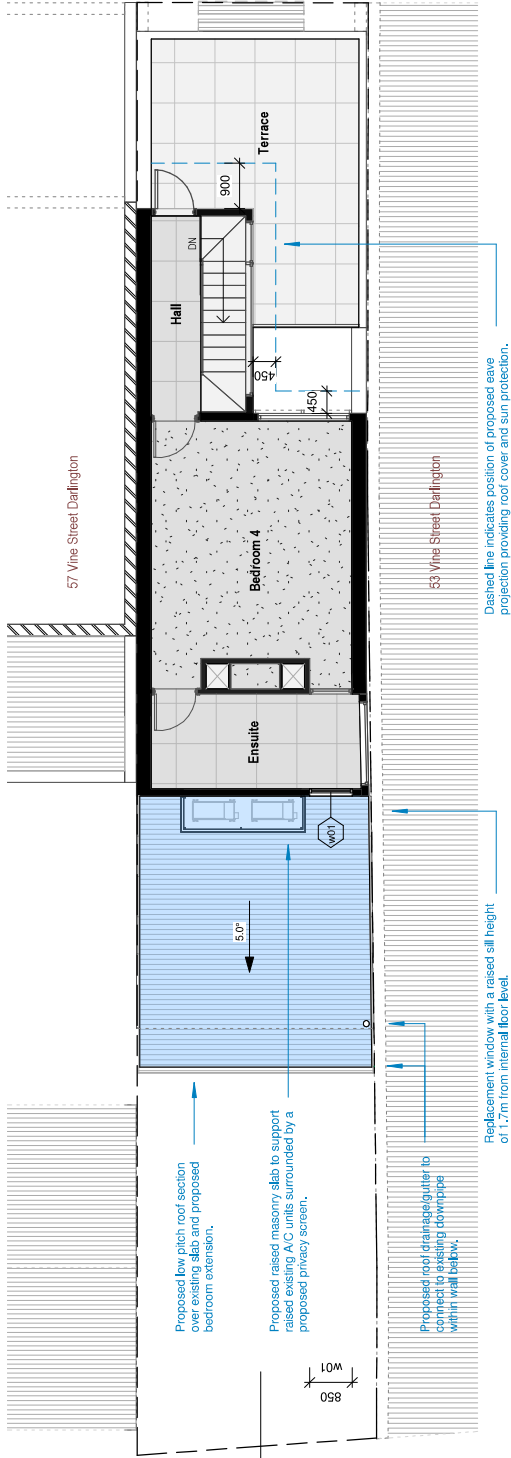 57 Vine Street Darlington
Terrace
900
DN
Hall
450
450
Bedroom 4
Ensuite
w01
5.0°
53 Vine Street Darlington
Proposed low pitch roof section
over existing slab and proposed
bedroom extension.
Proposed raised masonry slab to support
raised existing A/C units surrounded by a
proposed privacy screen.
850
w01
Proposed roof drainage/gutter to
connect to existing downpipe
within wall below.
Replacement window with a raised sill height
of 1.7m from internal floor level.
Dashed line indicates position of proposed eave
projection providing roof cover and sun protection.